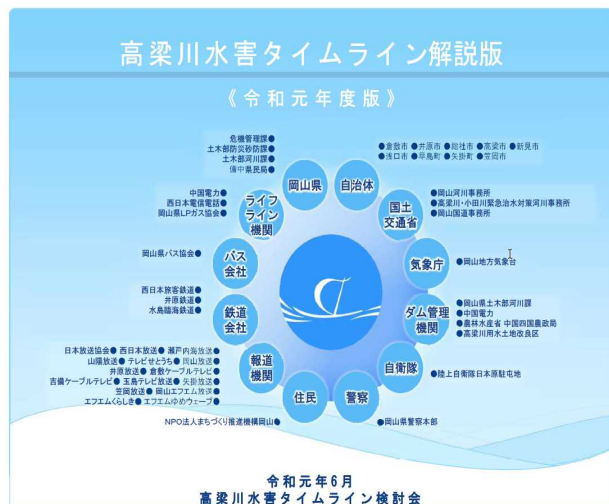 高梁川水害タイムライン解説版
《令和元年度版》
危機管理課●
土木部防災砂防課●
土木部河川課●
備中県民局●
岡山県
自治体
●倉敷市 ●井原市 ●総社市 ●高梁市 ●新見市
●浅口市 ●早島町 ●矢掛町 ●笠岡市
中国電力●
西日本電信電話●
岡山県LPガス協会●
ライフ
ライン
機関
国土
交通省
●岡山河川事務所
●高梁川・小田川緊急治水対策河川事務所
●岡山国道事務所
岡山県バス協会●
バス
会社
気象庁
●岡山地方気象台
西日本旅客鉄道●
井原鉄道●
水島臨海鉄道●
鉄道
会社
ダム管理
機関
●岡山県土木部河川課
●中国電力
●農林水産省 中国四国農政局
●高梁川用水土地改良区
日本放送協会● 西日本放送● 瀬戸内海放送●
山陽放送● テレビせとうち● 岡山放送●
井原放送● 倉敷ケーブルテレビ●
吉備ケーブルテレビ● 玉島テレビ放送● 矢掛放送●
笠岡放送● 岡山エフエム放送●
エフエムくらしき● エフエムゆめウェーブ●
報道
機関
自衛隊
●陸上自衛隊日本原駐屯地
NPO法人まちづくり推進機構岡山●
住民
警察
●岡山県警察本部
令和元年6月
高梁川水害タイムライン検討会